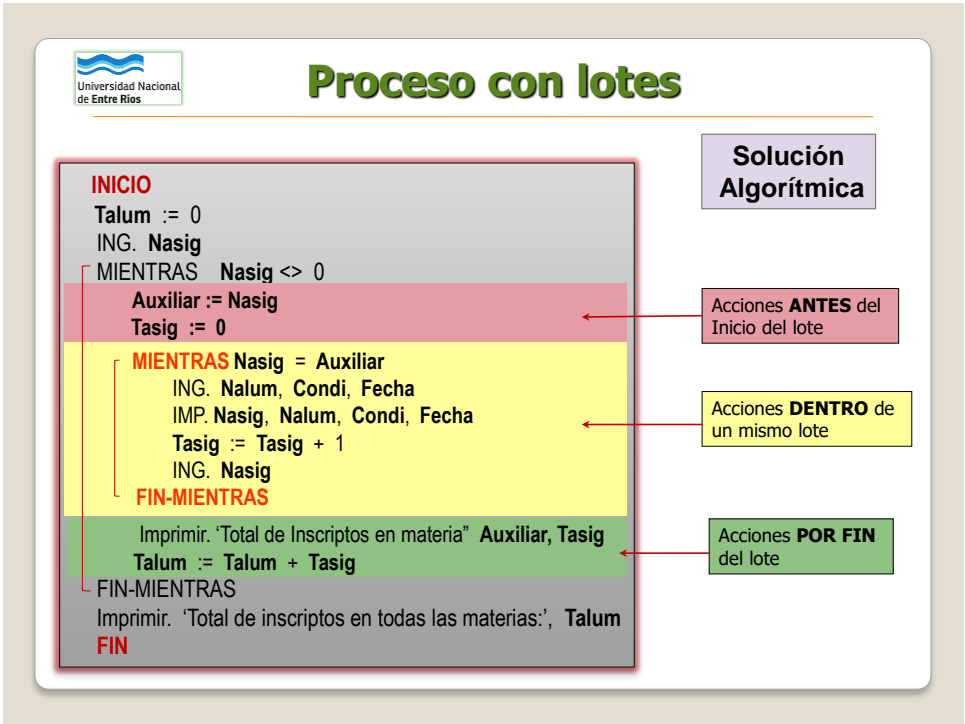 Universidad Nacional
de Entre Ríos
Proceso con lotes
Solución
Algorítmica
INICIO
Talum := 0
ING. Nasig
MIENTRAS Nasig <> 0
Auxiliar := Nasig
Tasig := 0
Acciones ANTES del
Inicio del lote
MIENTRAS Nasig = Auxiliar
ING. Nalum, Condi, Fecha
IMP. Nasig, Nalum, Condi, Fecha
Tasig := Tasig + 1
ING. Nasig
FIN-MIENTRAS
Acciones DENTRO de
un mismo lote
Imprimir. ‘Total de Inscriptos en materia” Auxiliar, Tasig
Talum := Talum + Tasig
Acciones POR FIN
del lote
FIN-MIENTRAS
Imprimir. ‘Total de inscriptos en todas las materias:’, Talum
FIN